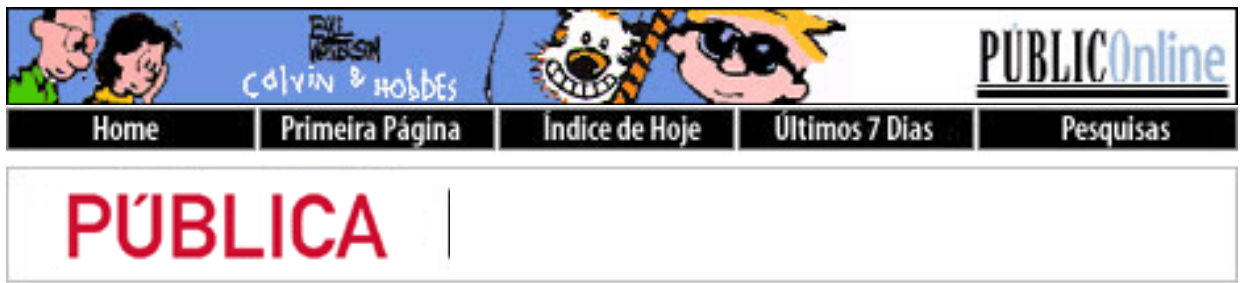 BILL
WATTERSON
CALVIN & HOBBES
PÚBLICOnline
Home Primeira Página Índice de Hoje Últimos 7 Dias Pesquisas
PÚBLICA